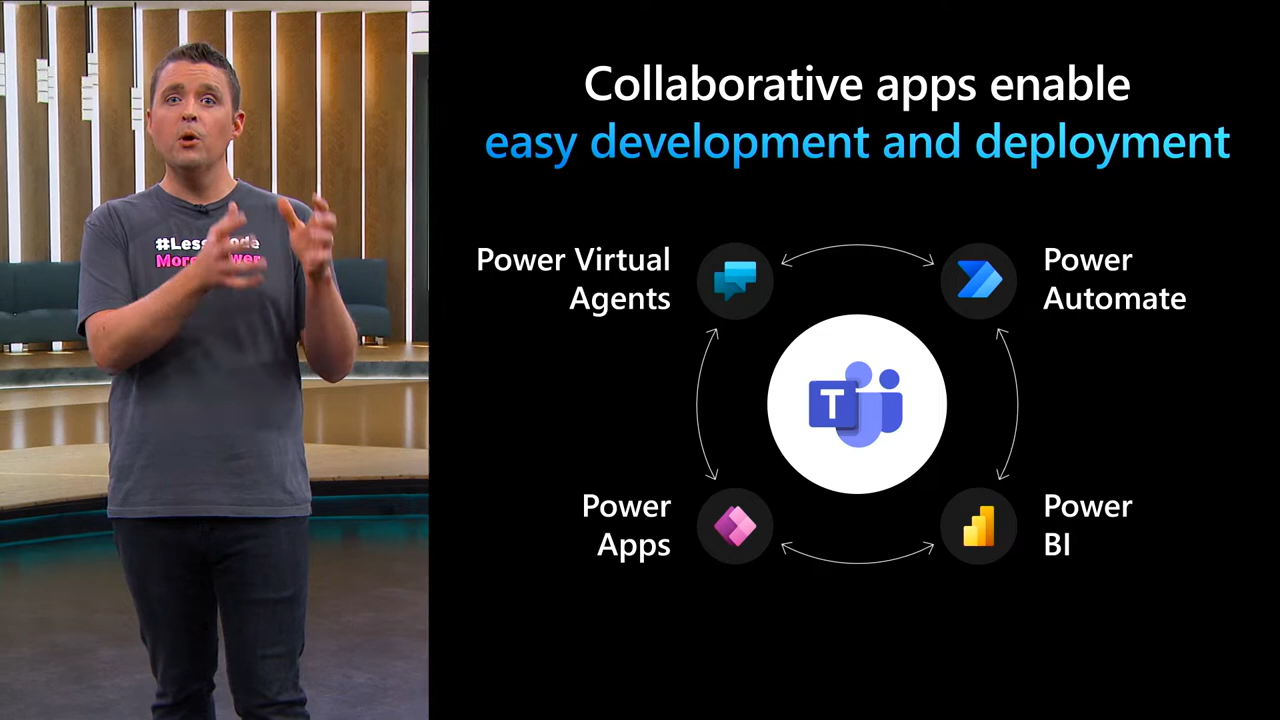 Collaborative apps enable
easy development and deployment
Power Virtual
Agents
Power
Automate
T
Power
Apps
Power
BI